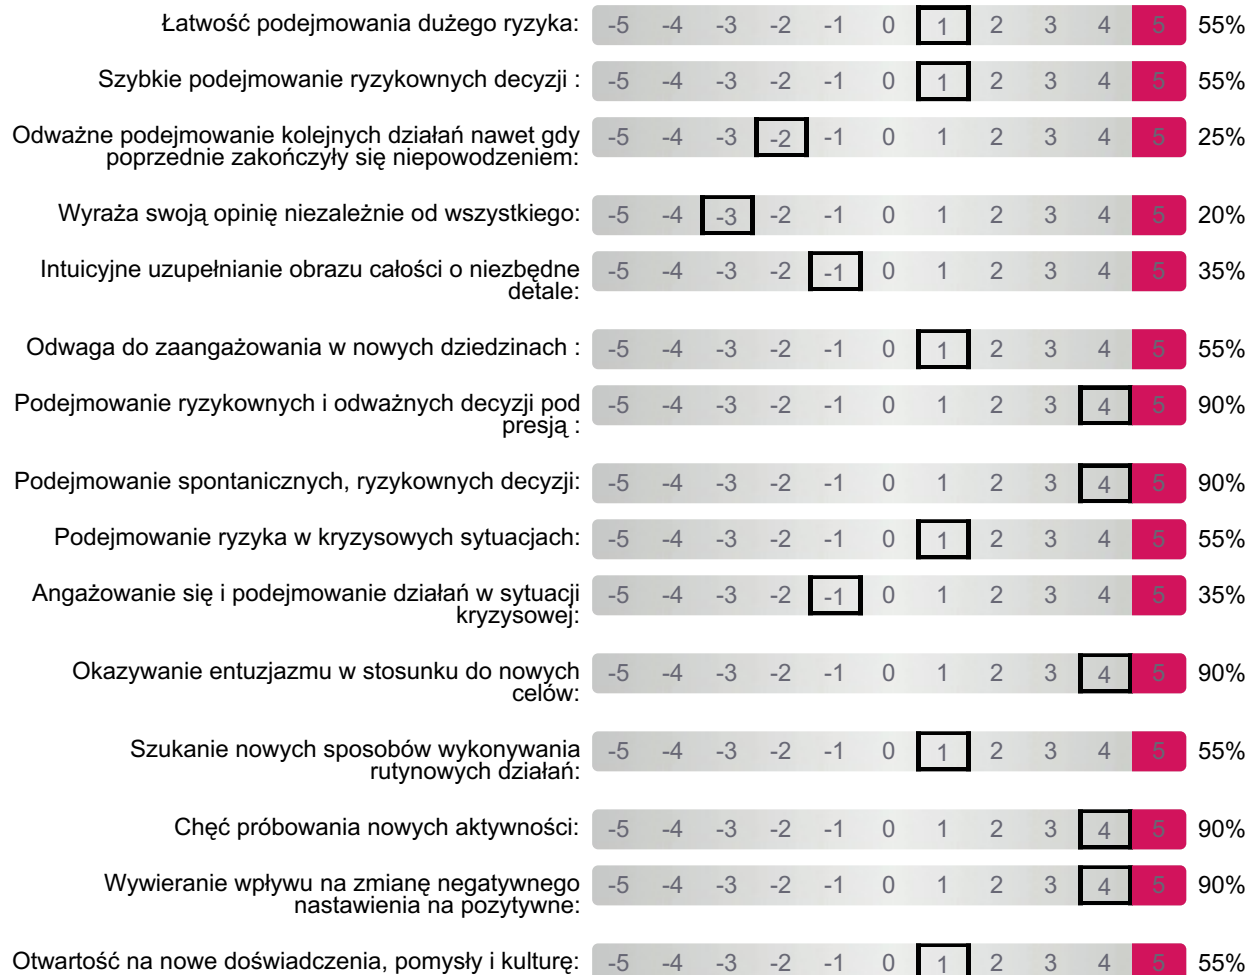 Łatwość podejmowania dużego ryzyka: -5 -4 -3 -2 -1 0 1 2 3 4 5 55%
Szybkie podejmowanie ryzykownych decyzji : -5 -4 -3 -2 -1 0 1 2 3 4 5 55%
Odważne podejmowanie kolejnych działań nawet gdy
poprzednie zakończyły się niepowodzeniem: -5 -4 -3 -2 -1 0 1 2 3 4 5 25%
Wyraża swoją opinię niezależnie od wszystkiego: -5 -4 -3 -2 -1 0 1 2 3 4 5 20%
Intuicyjne uzupełnianie obrazu całości o niezbędne
detale: -5 -4 -3 -2 -1 0 1 2 3 4 5 35%
Odwaga do zaangażowania w nowych dziedzinach : -5 -4 -3 -2 -1 0 1 2 3 4 5 55%
Podejmowanie ryzykownych i odważnych decyzji pod
presją : -5 -4 -3 -2 -1 0 1 2 3 4 5 90%
Podejmowanie spontanicznych, ryzykownych decyzji: -5 -4 -3 -2 -1 0 1 2 3 4 5 90%
Podejmowanie ryzyka w kryzysowych sytuacjach: -5 -4 -3 -2 -1 0 1 2 3 4 5 55%
Angażowanie się i podejmowanie działań w sytuacji
kryzysowej: -5 -4 -3 -2 -1 0 1 2 3 4 5 35%
Okazywanie entuzjazmu w stosunku do nowych
celów: -5 -4 -3 -2 -1 0 1 2 3 4 5 90%
Szukanie nowych sposobów wykonywania
rutynowych działań: -5 -4 -3 -2 -1 0 1 2 3 4 5 55%
Chęć próbowania nowych aktywności: -5 -4 -3 -2 -1 0 1 2 3 4 5 90%
Wywieranie wpływu na zmianę negatywnego
nastawienia na pozytywne: -5 -4 -3 -2 -1 0 1 2 3 4 5 90%
Otwartość na nowe doświadczenia, pomysły i kulturę: -5 -4 -3 -2 -1 0 1 2 3 4 5 55%